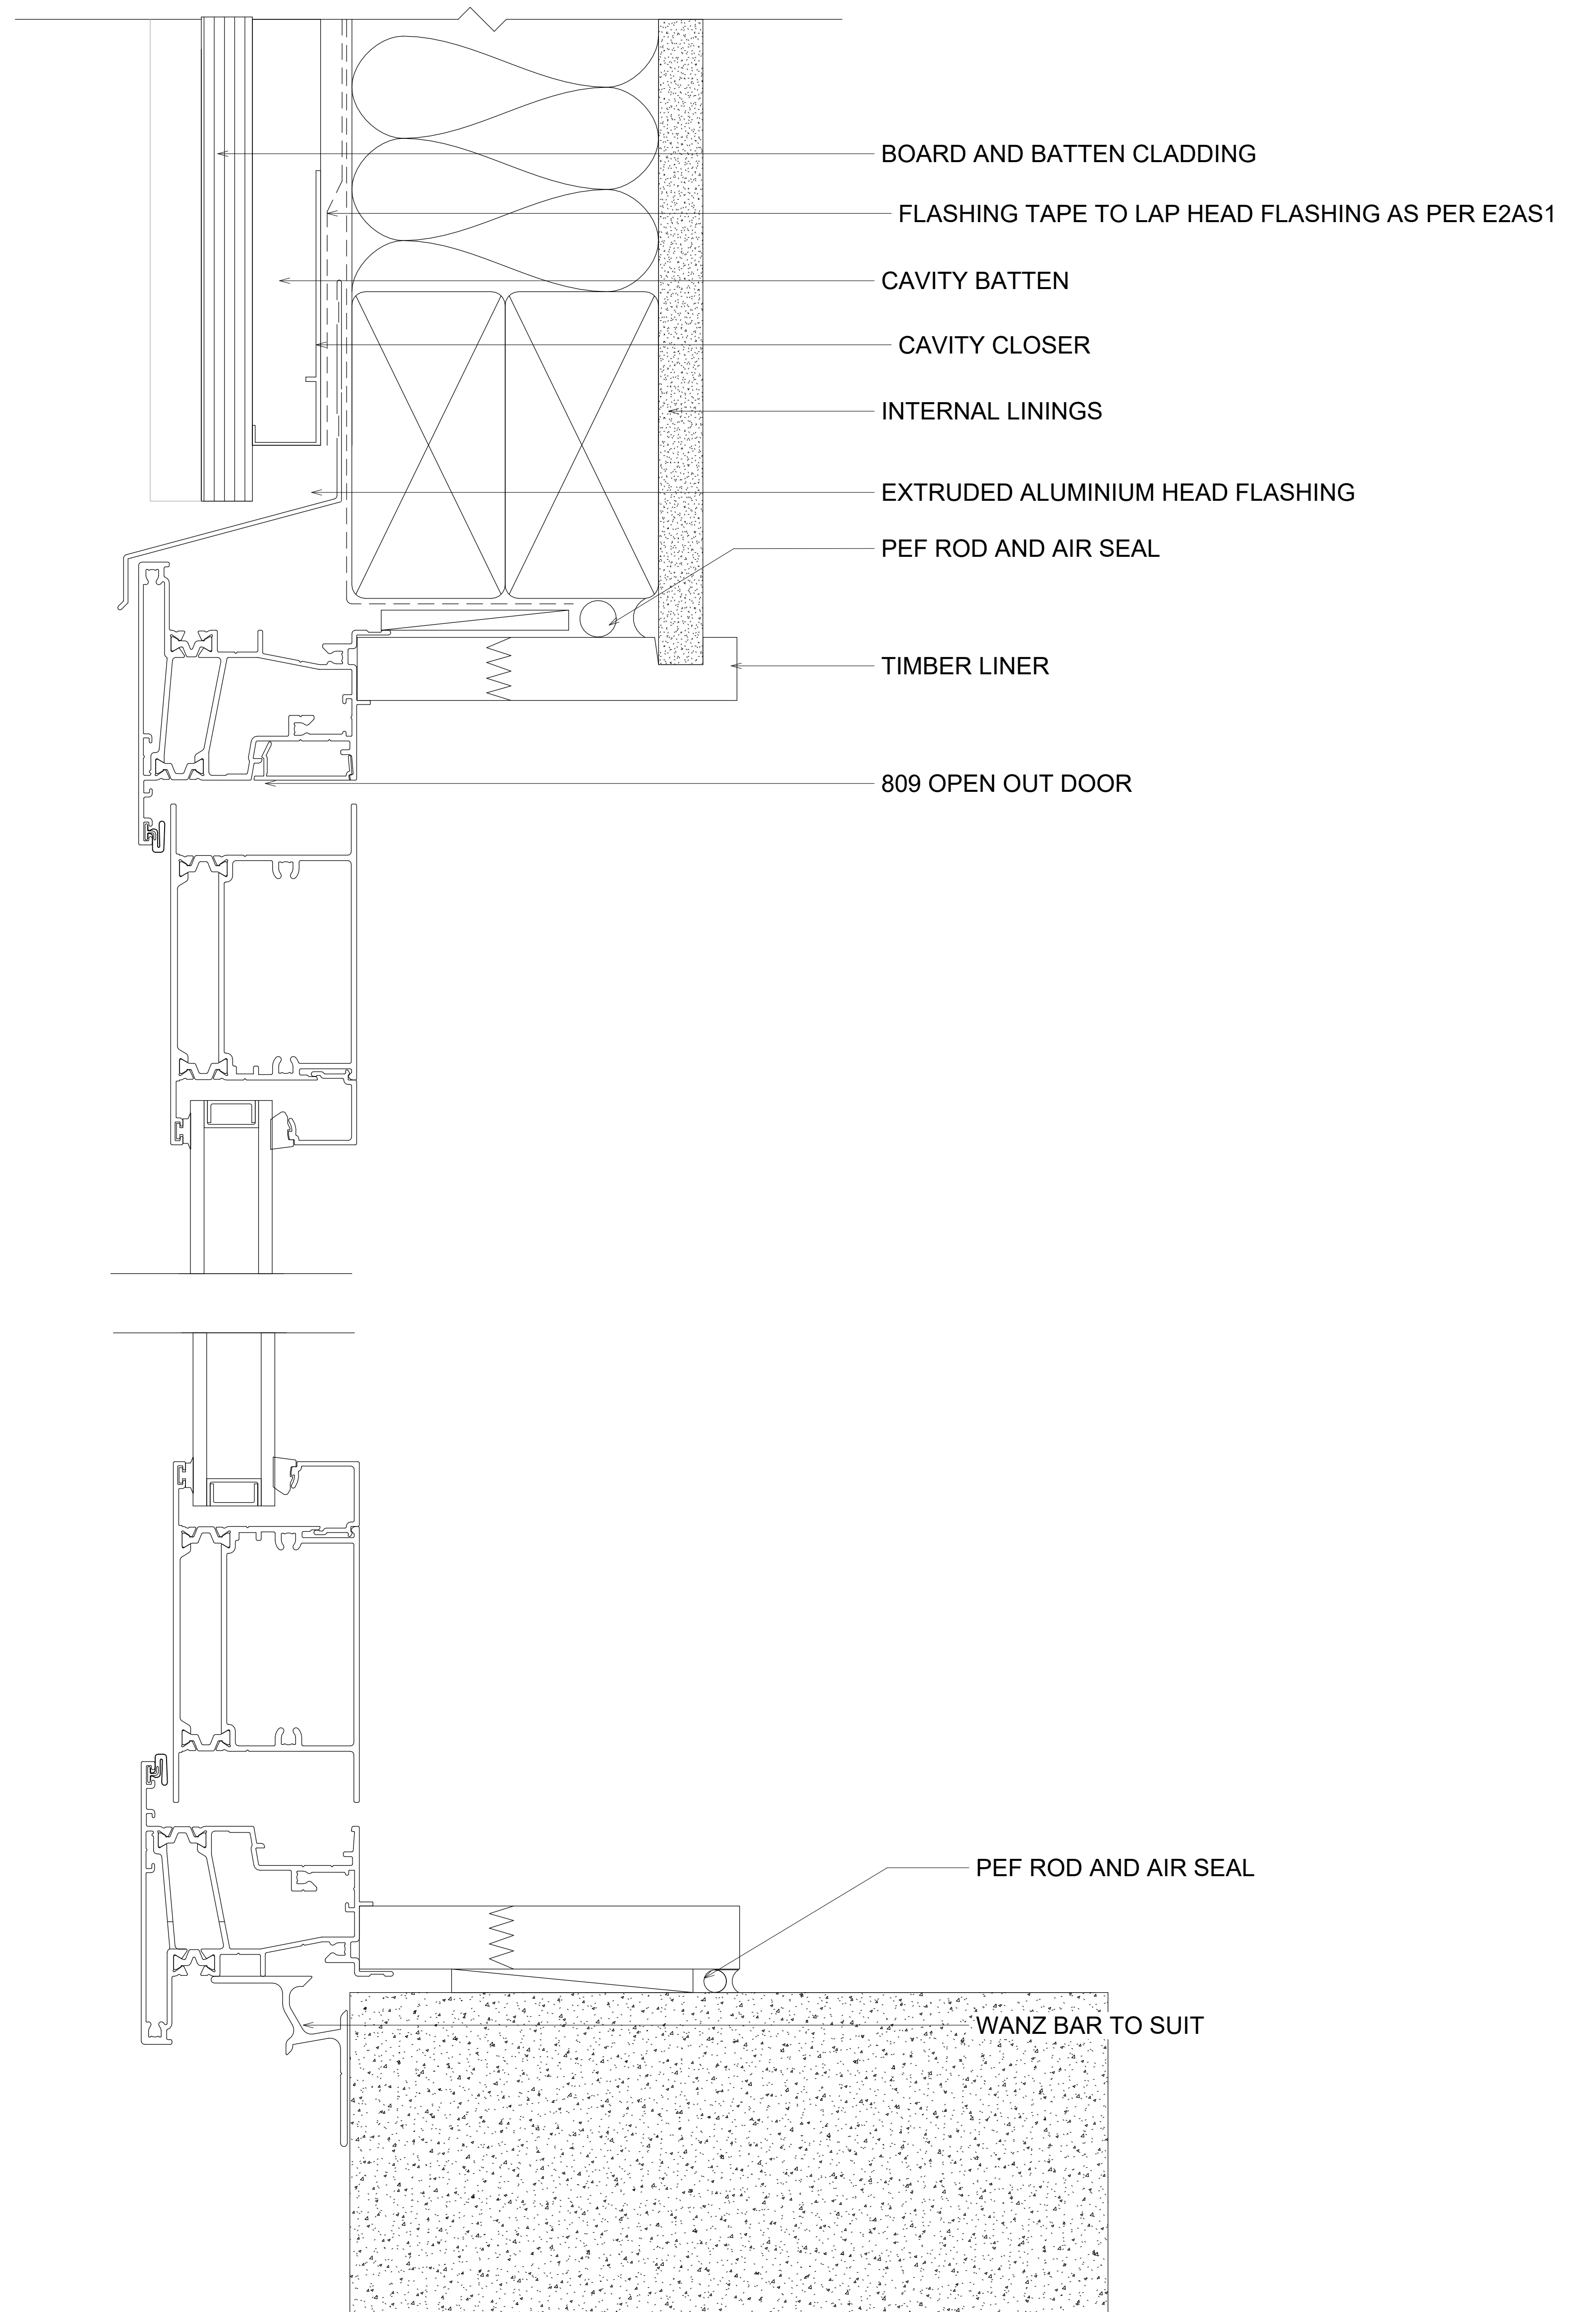 BOARD AND BATTEN CLADDING
FLASHING TAPE TO LAP HEAD FLASHING AS PER E2AS1
CAVITY BATTEN
CAVITY CLOSER
INTERNAL LININGS
EXTRUDED ALUMINIUM HEAD FLASHING
PEF ROD AND AIR SEAL
TIMBER LINER
809 OPEN OUT DOOR
PEF ROD AND AIR SEAL
WANZ BAR TO SUIT